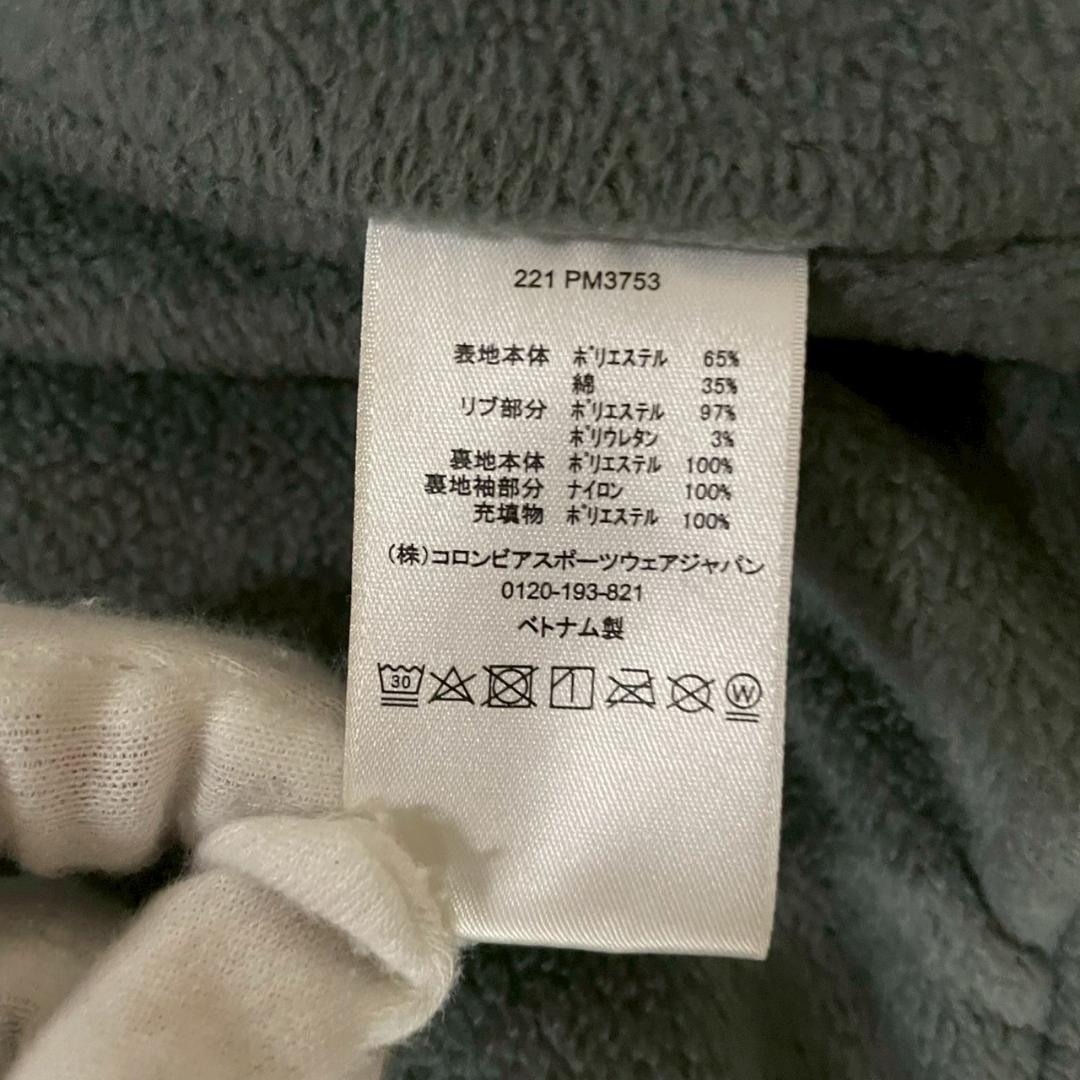 221 PM3753
表地本体 ポリエステル 65%
綿 35%
リブ部分 ポリエステル 97%
ポリウレタン 3%
裏地本体 ポリエステル 100%
裏地袖部分 ナイロン 100%
充填物 ポリエステル 100%
(株)コロンビアスポーツウェアジャパン
0120-193-821
ベトナム製
30 W